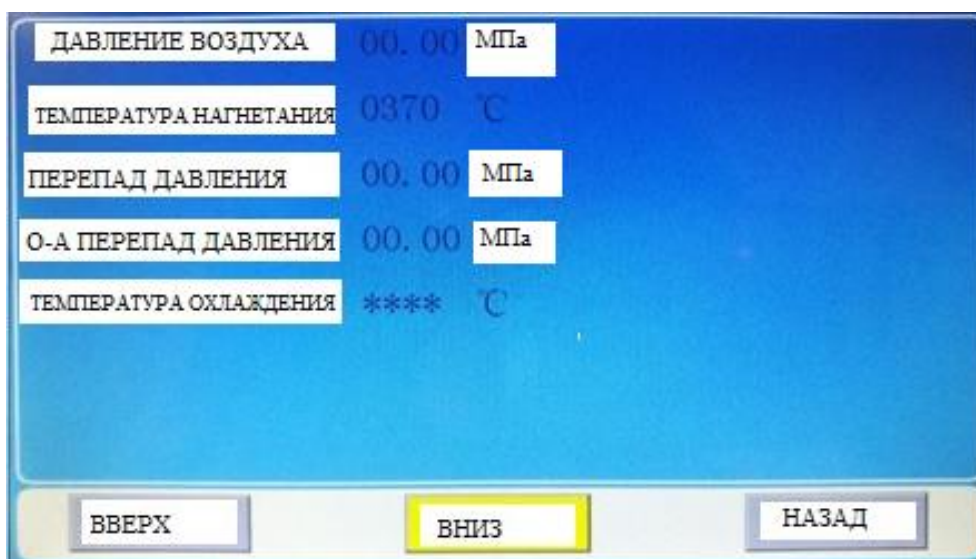 ДАВЛЕНИЕ ВОЗДУХА 00.00 МПа
ТЕМПЕРАТУРА НАГНЕТАНИЯ 0370 ℃
ПЕРЕПАД ДАВЛЕНИЯ 00.00 МПа
О-А ПЕРЕПАД ДАВЛЕНИЯ 00.00 МПа
ТЕМПЕРАТУРА ОХЛАЖДЕНИЯ **** ℃
ВВЕРХ ВНИЗ НАЗАД